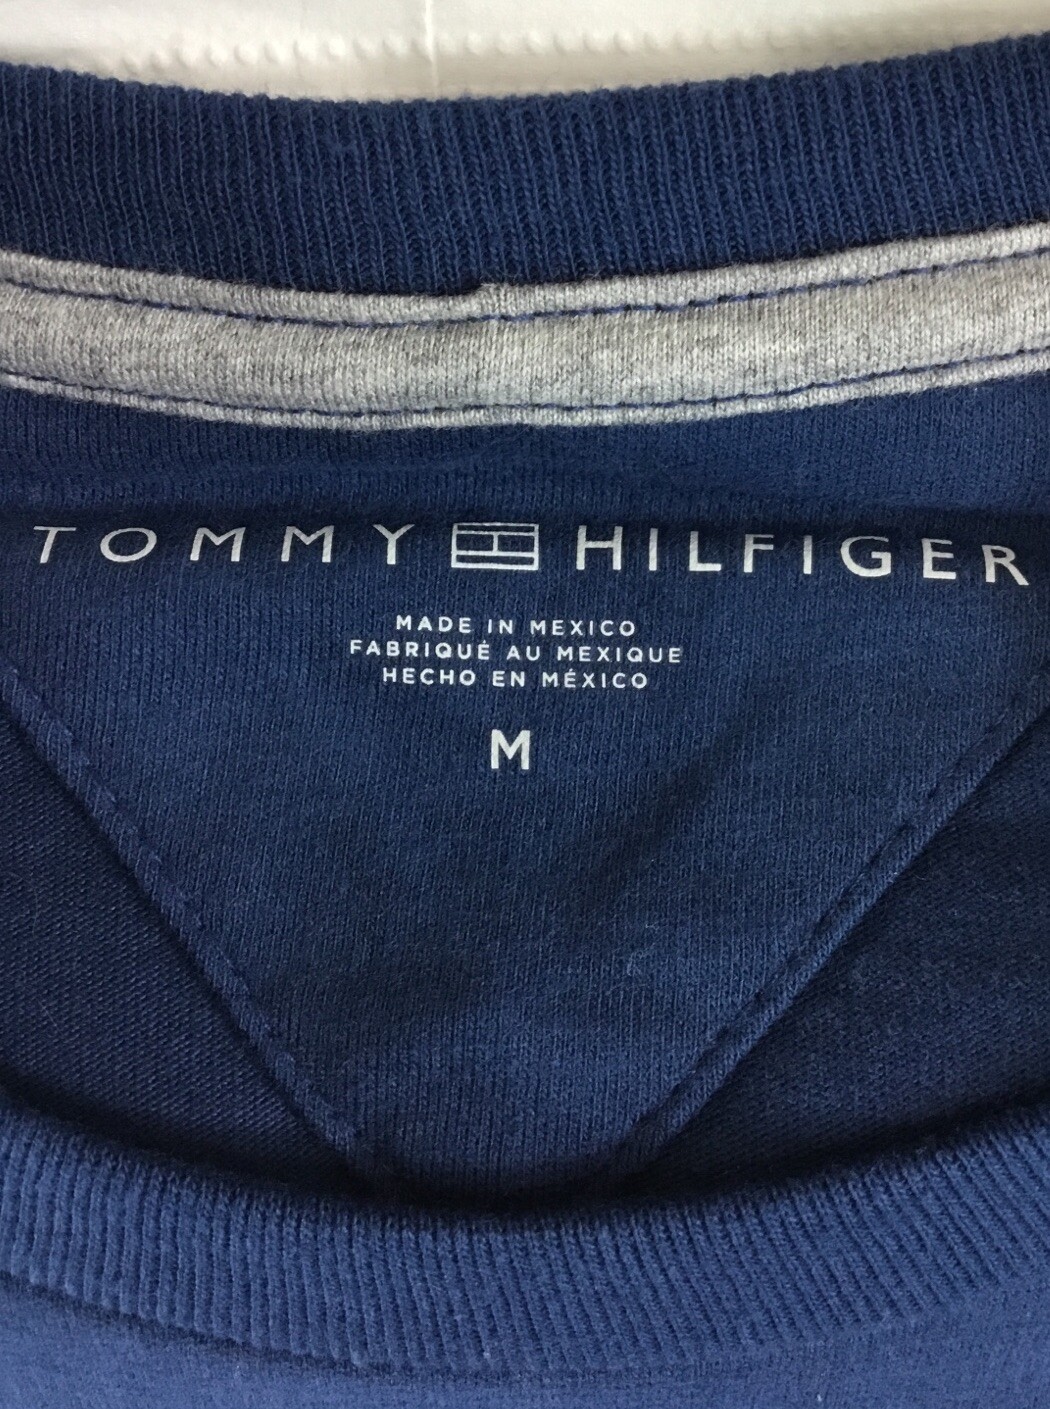 TOMMY HILFIGER
MADE IN MEXICO
FABRIQUÉ AU MEXIQUE
HECHO EN MÉXICO
M